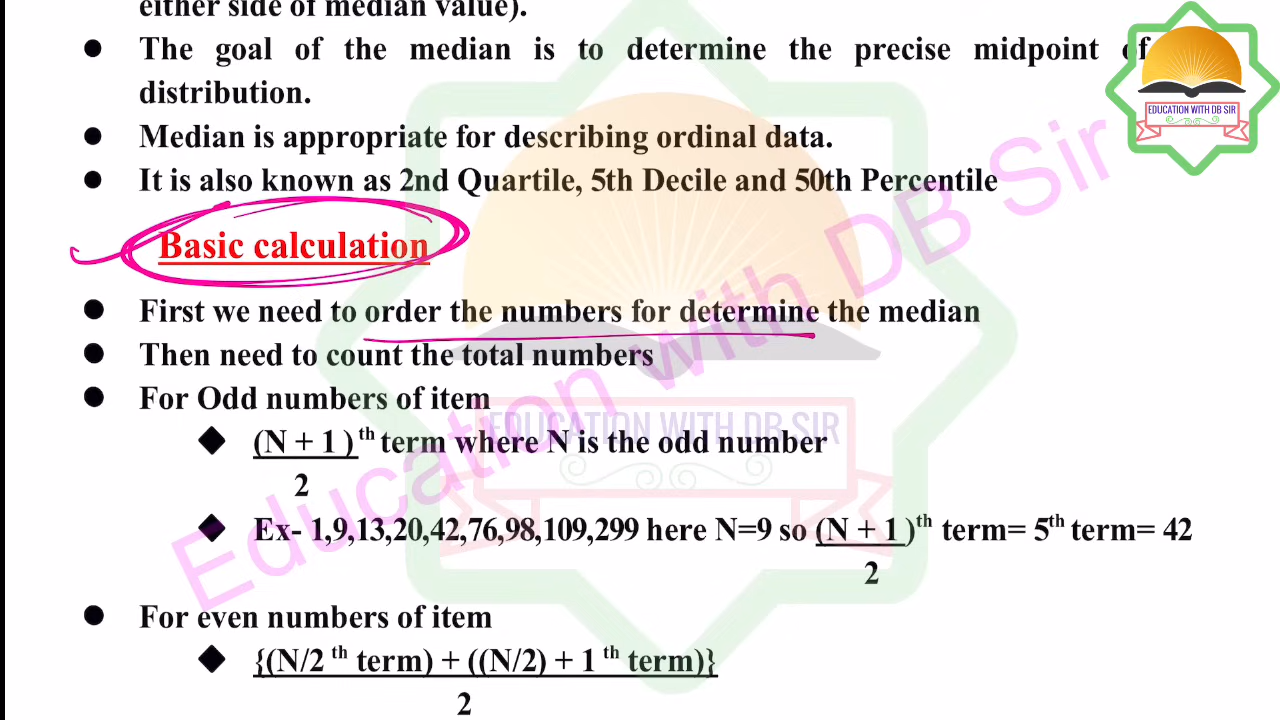 either side of median value).
● The goal of the median is to determine the precise midpoint of
distribution.
● Median is appropriate for describing ordinal data.
● It is also known as 2nd Quartile, 5th Decile and 50th Percentile
Basic calculation
● First we need to order the numbers for determine the median
● Then need to count the total numbers
● For Odd numbers of item
◆ (N + 1 )th term where N is the odd number
2
◆ Ex- 1,9,13,20,42,76,98,109,299 here N=9 so (N + 1 )th term= 5th term= 42
2
● For even numbers of item
◆ {(N/2 th term) + ((N/2) + 1 th term)}
2
EDUCATION WITH DB SIR
EDUCATION WITH DB SIR
Education with DB Sir